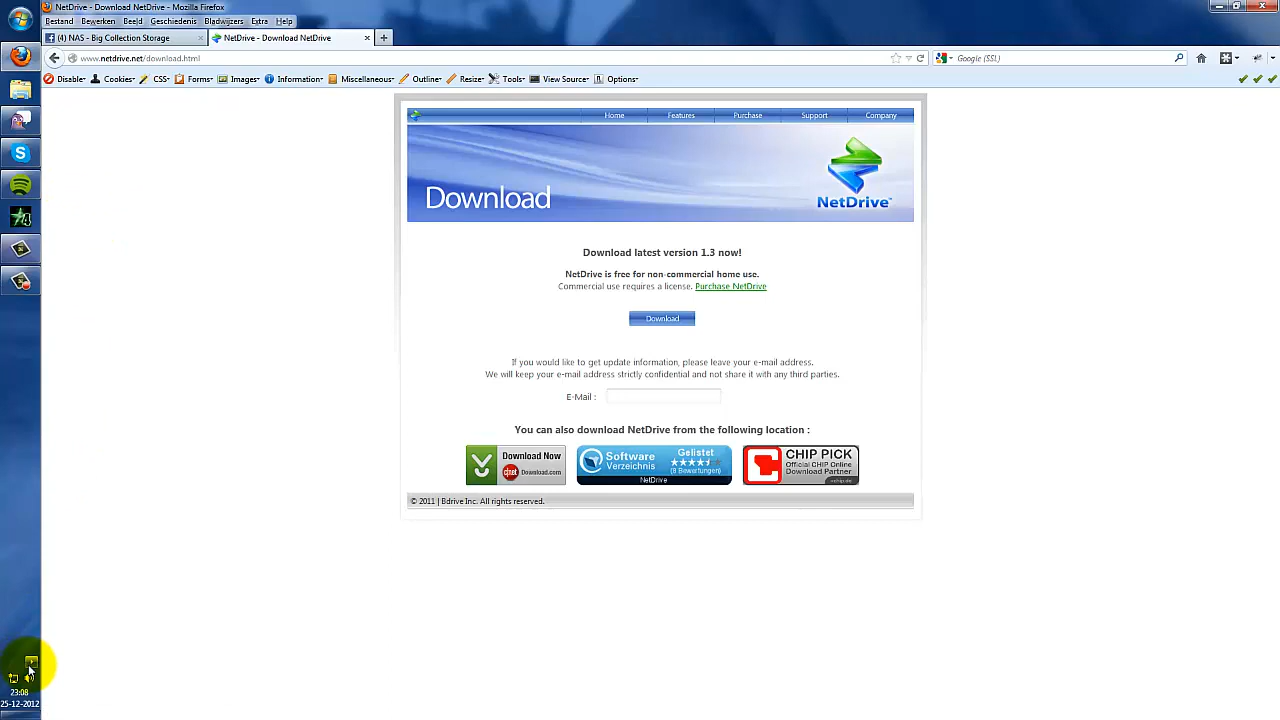 NetDrive - Download NetDrive - Mozilla Firefox
Bestand Bewerken Beeld Geschiedenis Bladwijzers Extra Help
(4) NAS - Big Collection Storage
NetDrive - Download NetDrive
www.netdrive.net/download.html
Google (SSL)
Disable Cookies CSS Forms Images Information Miscellaneous Outline Resize Tools View Source Options
Home Features Purchase Support Company
Download
NetDrive
Download latest version 1.3 now!
NetDrive is free for non-commercial home use.
Commercial use requires a license. Purchase NetDrive
Download
If you would like to get update information, please leave your e-mail address.
We will keep your e-mail address strictly confidential and not share it with any third parties.
E-Mail :
You can also download NetDrive from the following location :
Download Now
c|net Download.com
Software
Verzeichnis
Gelistet
(8 Bewertungen)
NetDrive
CHIP PICK
Official CHIP Online
Download Partner
© 2011 | Bdrive Inc. All rights reserved.
23:08
25-12-2012